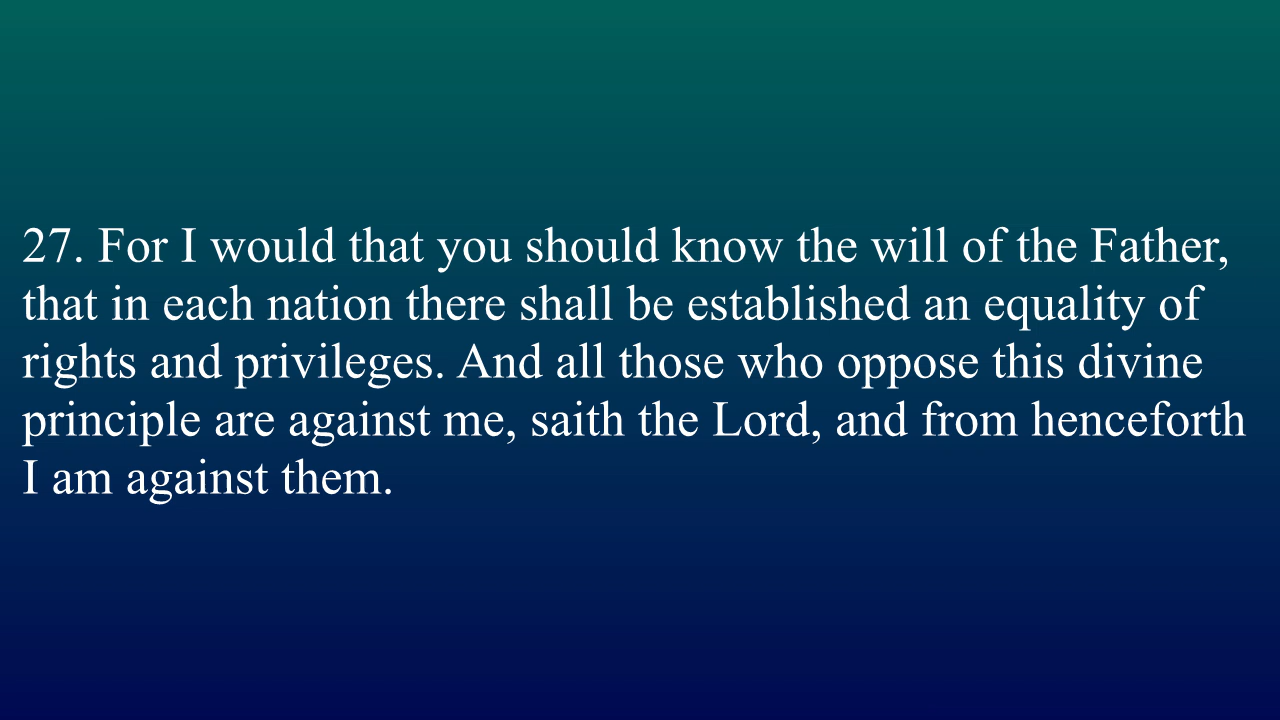 27. For I would that you should know the will of the Father,
that in each nation there shall be established an equality of
rights and privileges. And all those who oppose this divine
principle are against me, saith the Lord, and from henceforth
I am against them.